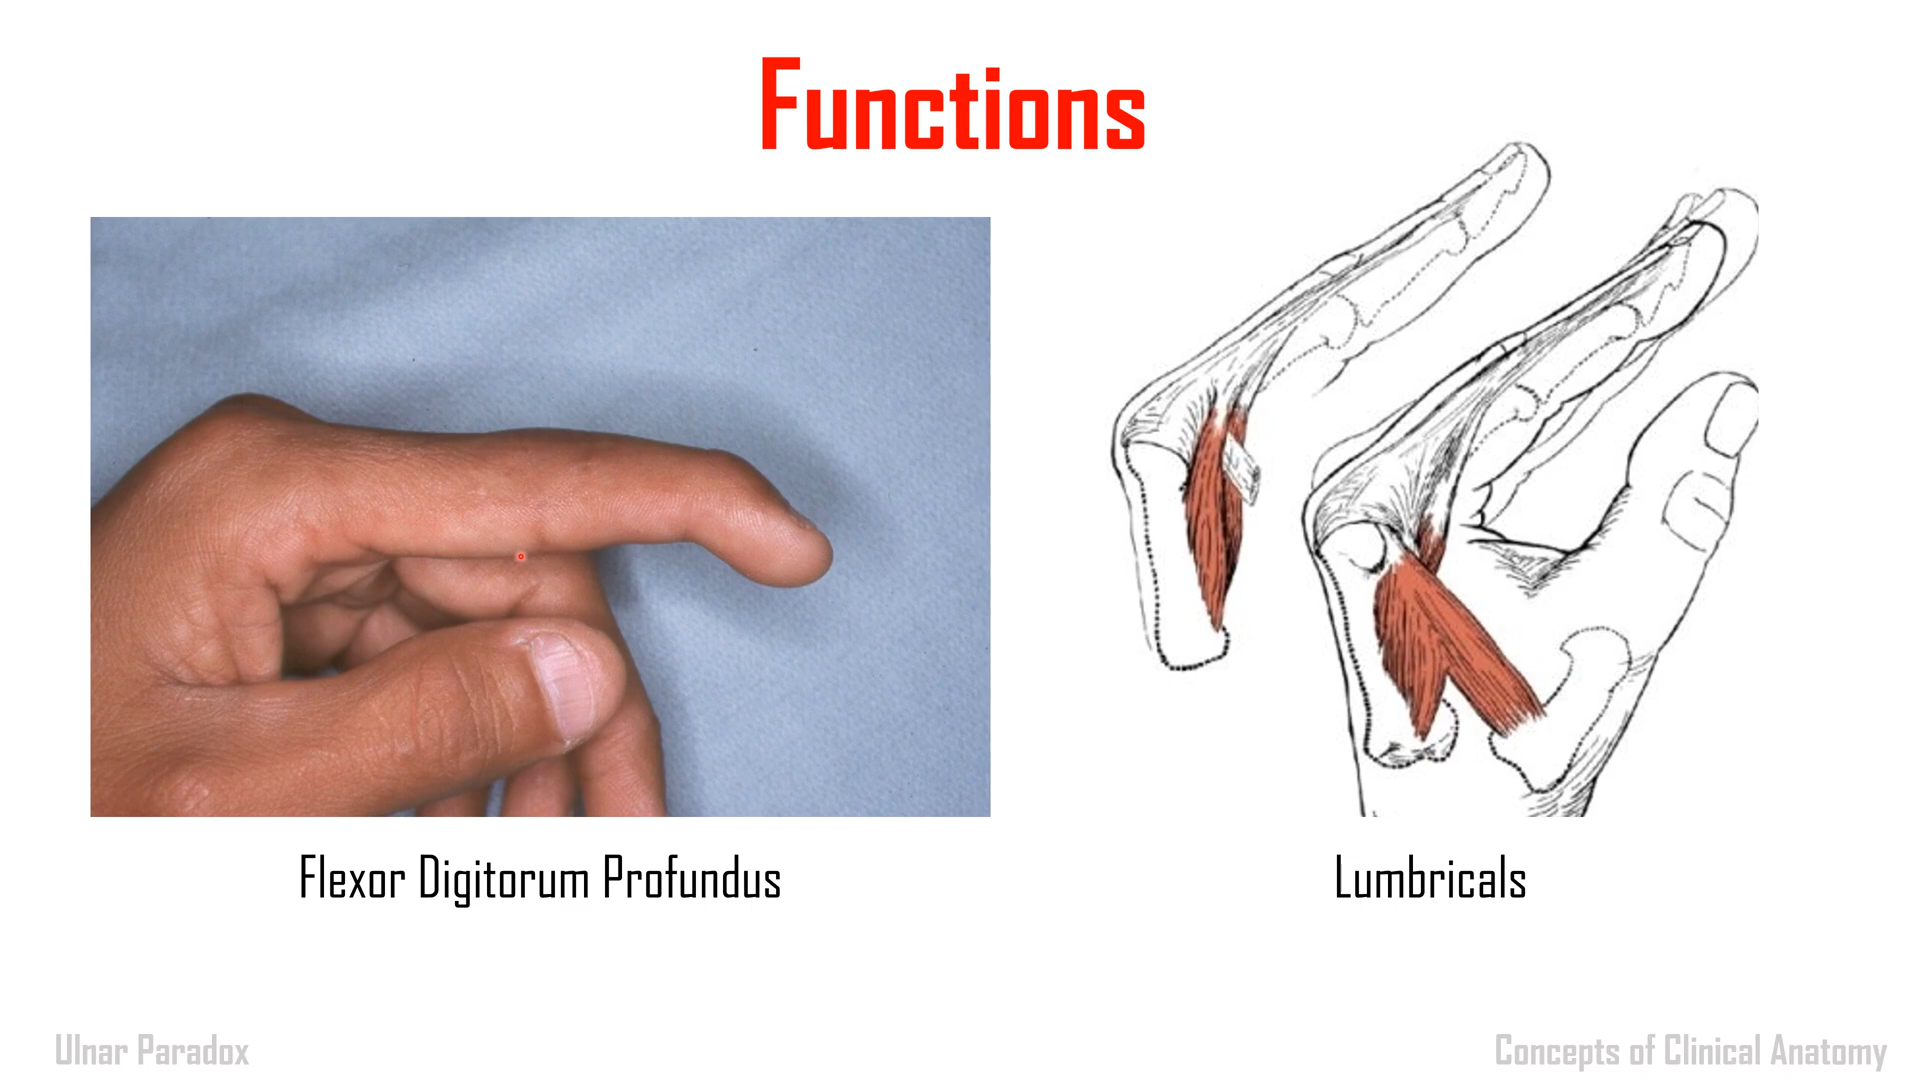 Functions
Flexor Digitorum Profundus
Lumbricals
Ulnar Paradox
Concepts of Clinical Anatomy